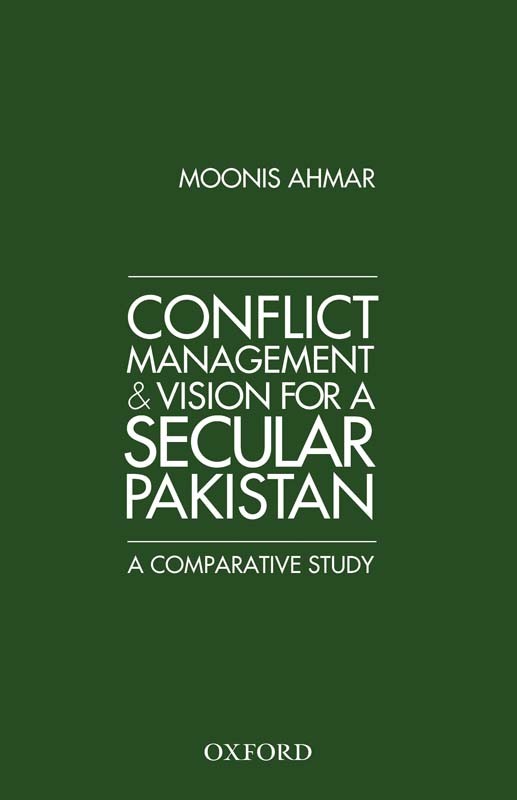 MOONIS AHMAR
CONFLICT
MANAGEMENT
& VISION FOR A
SECULAR
PAKISTAN
A COMPARATIVE STUDY
OXFORD